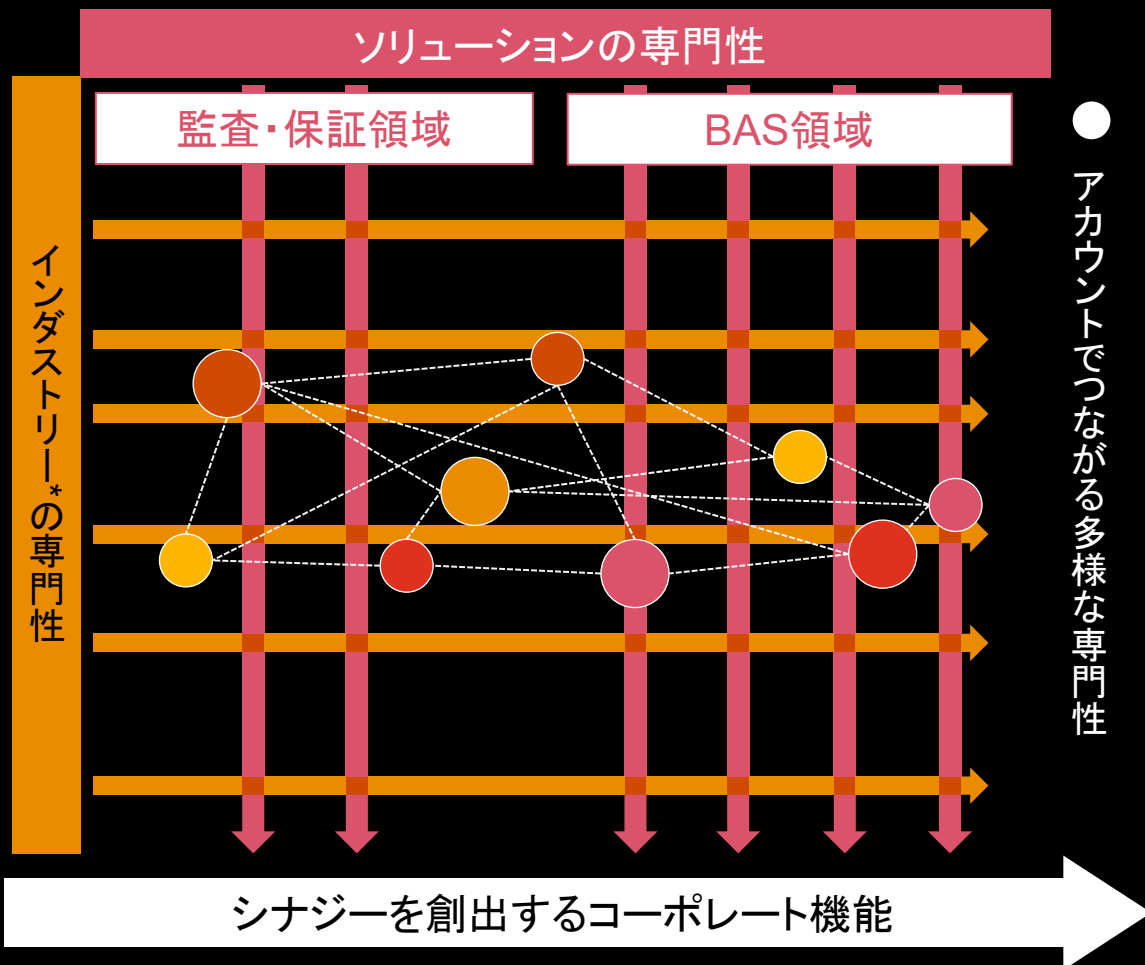 ソリューションの専門性
監査・保証領域
BAS領域
インダストリー*の専門性
アカウントでつながる多様な専門性
シナジーを創出するコーポレート機能